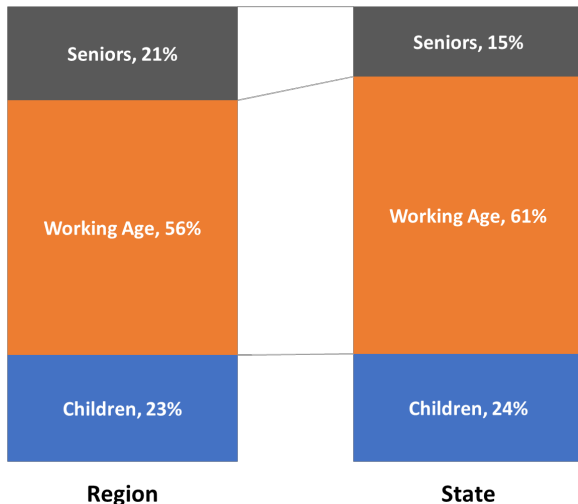 Seniors, 21%
Seniors, 15%
Working Age, 56%
Working Age, 61%
Children, 23%
Children, 24%
Region
State